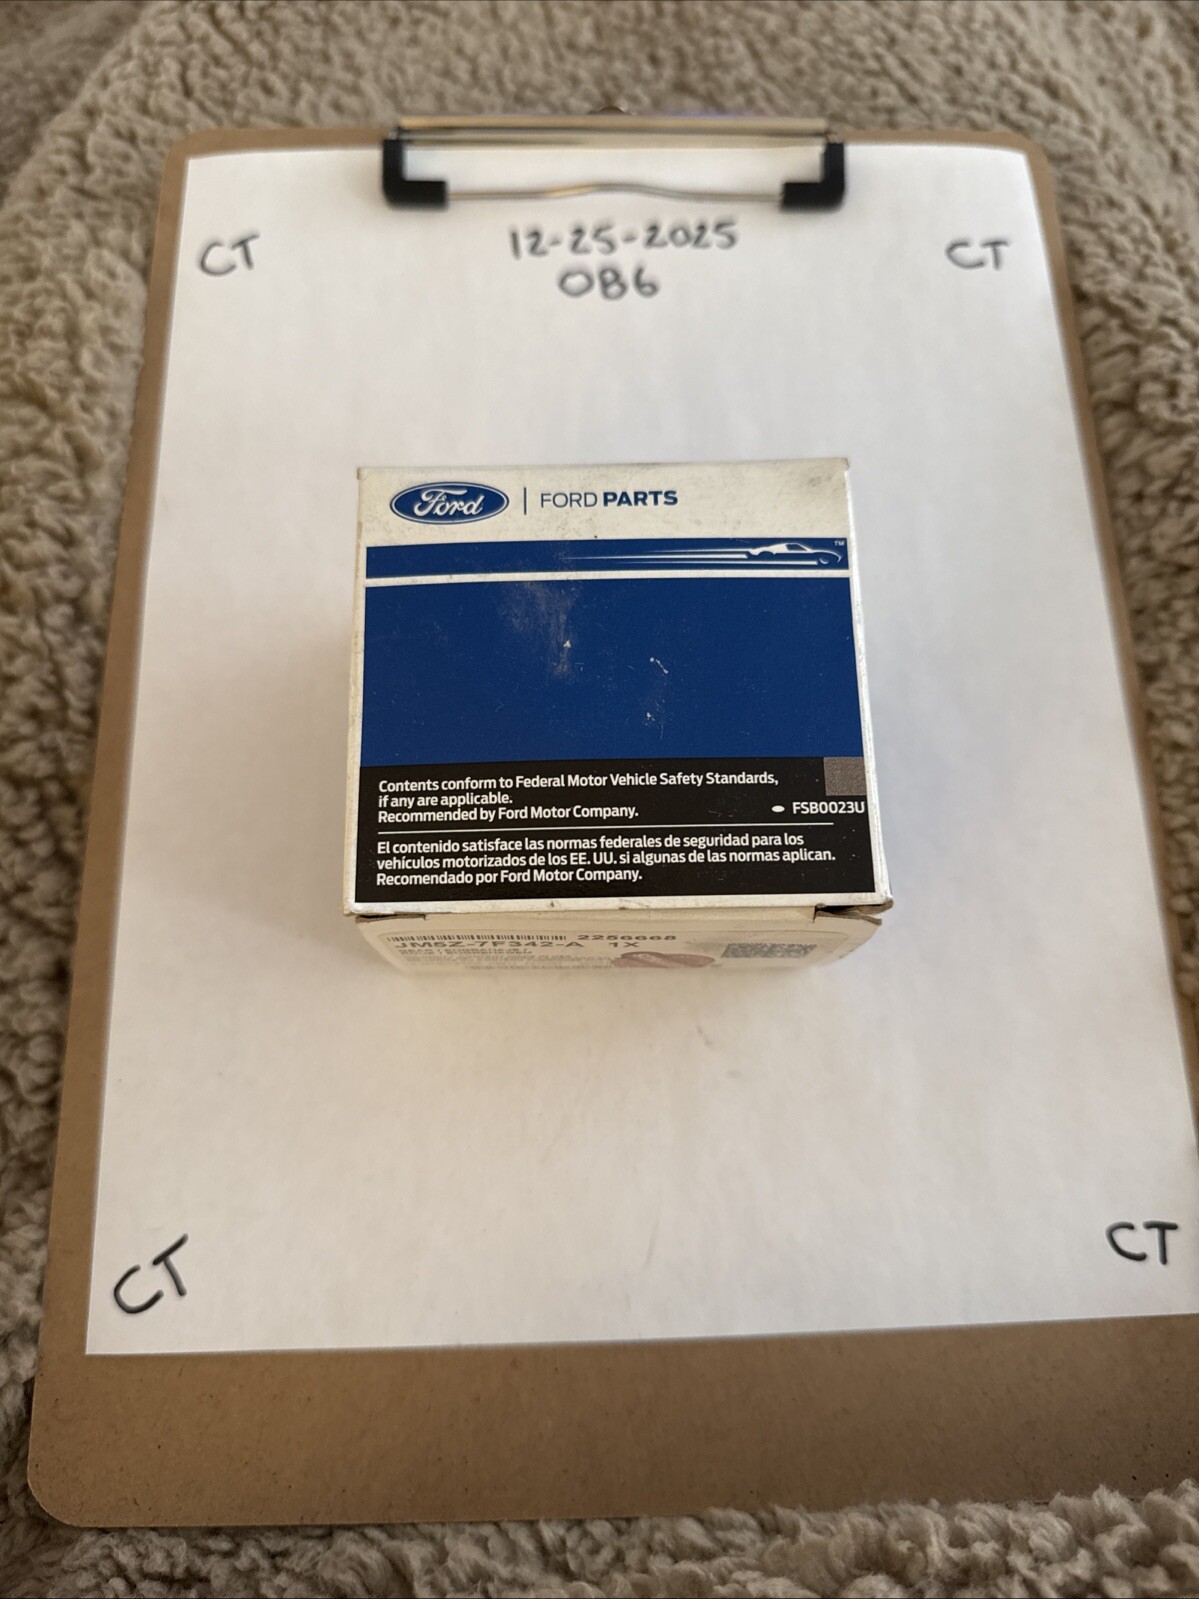 12-25-2025
OB6
CT CT
Ford | FORD PARTS
TM
Contents conform to Federal Motor Vehicle Safety Standards,
if any are applicable.
Recommended by Ford Motor Company.
FSB0023U
El contenido satisface las normas federales de seguridad para los
vehículos motorizados de los EE. UU. si algunas de las normas aplican.
Recomendado por Ford Motor Company.
2256668
JM5Z-7F342-A 1X
CT CT